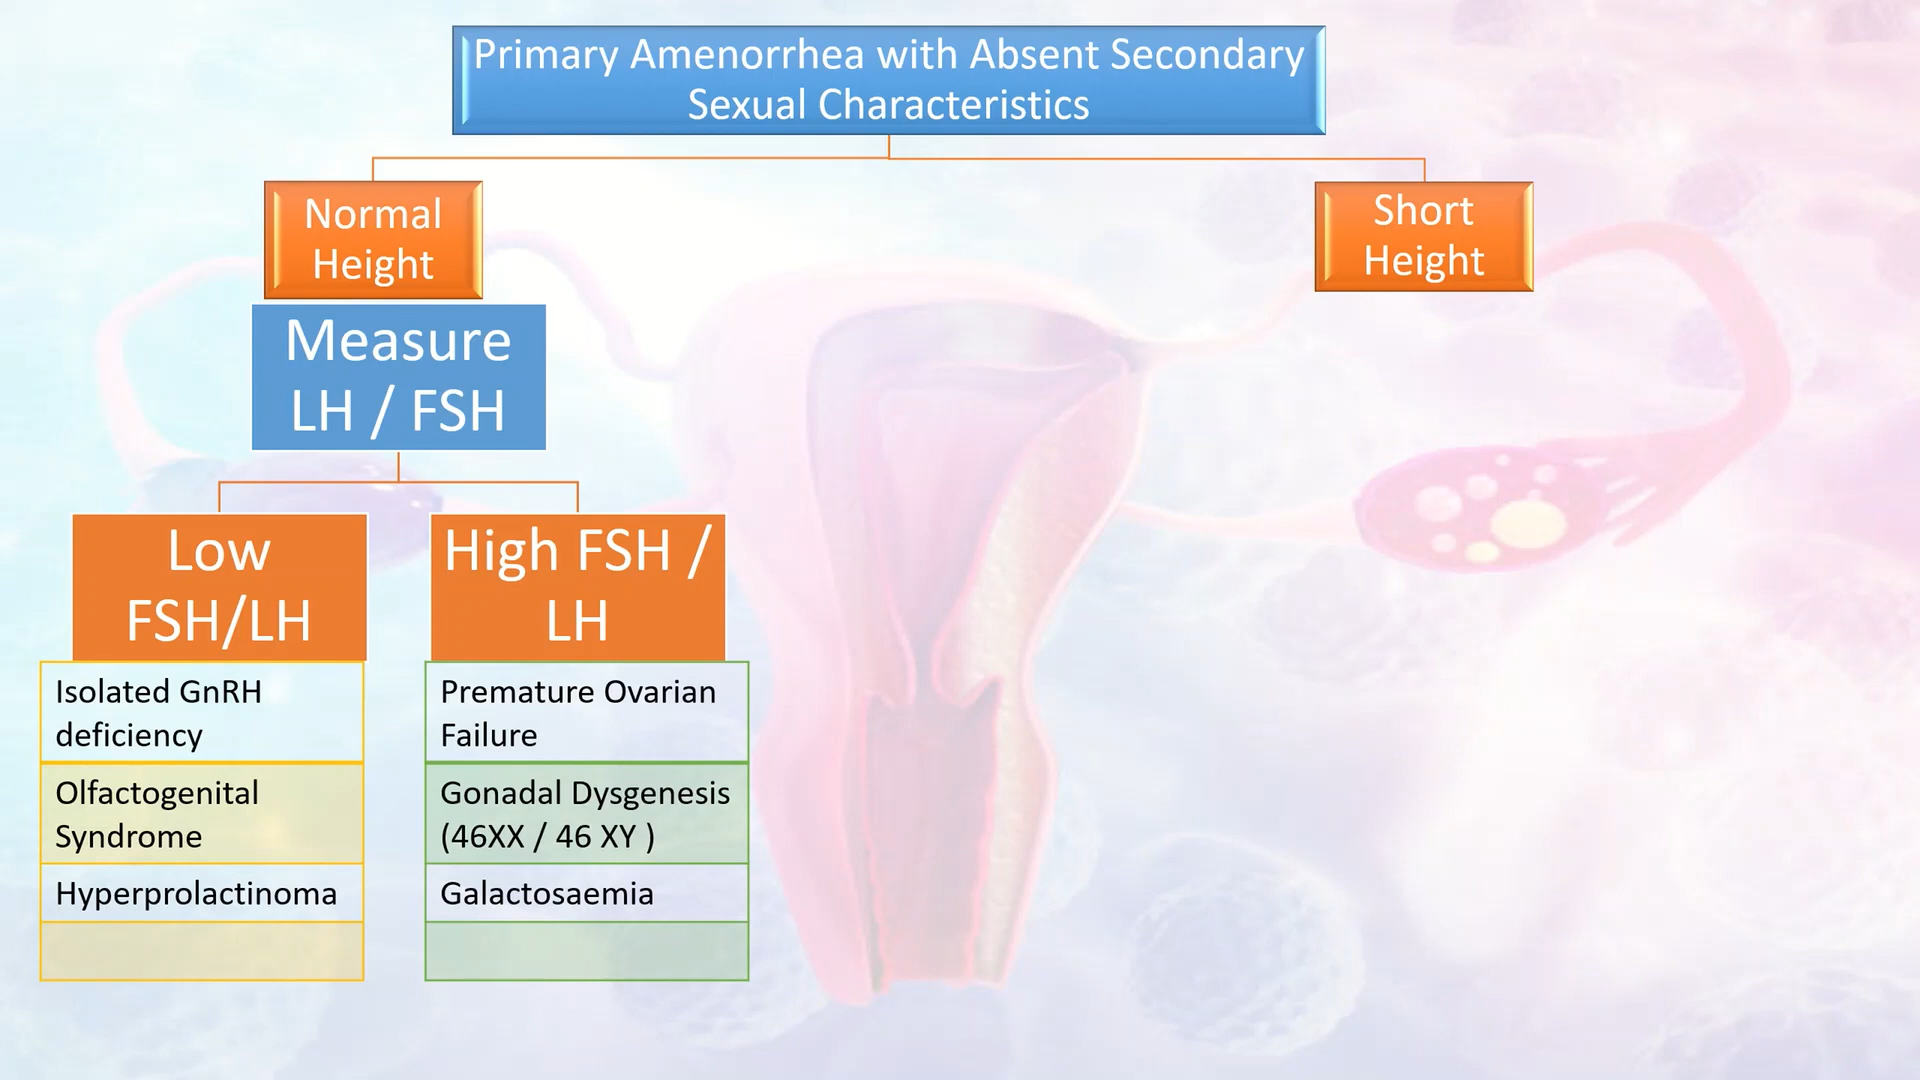 Primary Amenorrhea with Absent Secondary
Sexual Characteristics
Normal
Height
Short
Height
Measure
LH / FSH
Low
FSH/LH
High FSH /
LH
Isolated GnRH
deficiency
Olfactogenital
Syndrome
Hyperprolactinoma
Premature Ovarian
Failure
Gonadal Dysgenesis
(46XX / 46 XY )
Galactosaemia